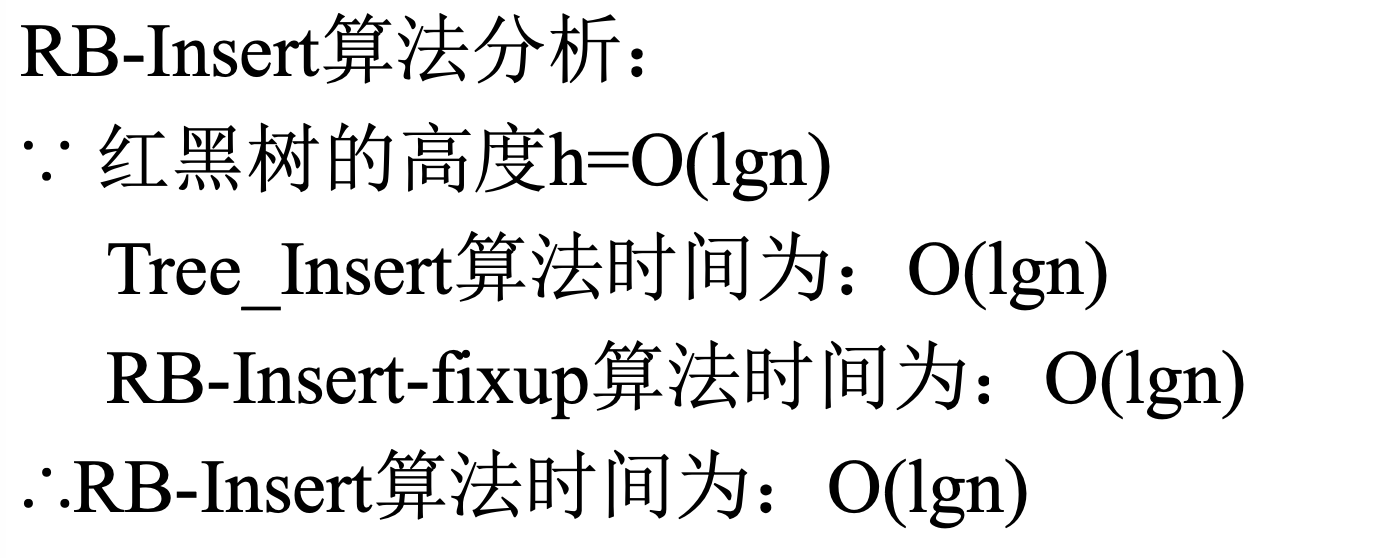 RB-Insert算法分析：
∵ 红黑树的高度h=O(lgn)
Tree_Insert算法时间为：O(lgn)
RB-Insert-fixup算法时间为：O(lgn)
∴RB-Insert算法时间为：O(lgn)